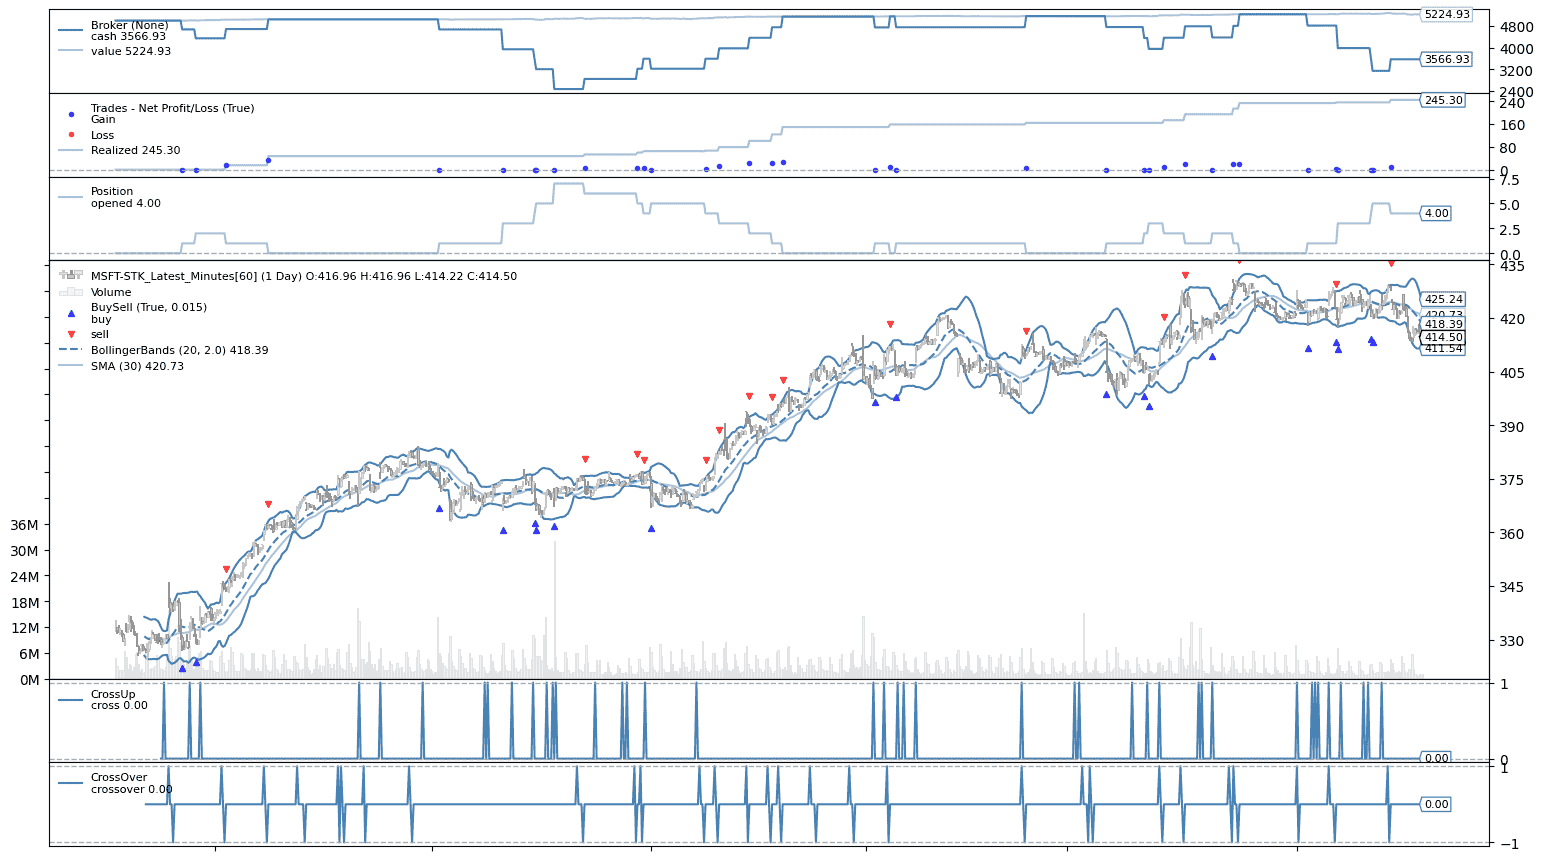 Broker (None)
cash 3566.93
value 5224.93
5224.93
4800
4000
3566.93
3200
2400
Trades - Net Profit/Loss (True)
Gain
Loss
Realized 245.30
245.30
240
160
80
0
Position
opened 4.00
7.5
5.0
4.00
2.5
0.0
MSFT-STK_Latest_Minutes[60] (1 Day) O:416.96 H:416.96 L:414.22 C:414.50
Volume
BuySell (True, 0.015)
buy
sell
BollingerBands (20, 2.0) 418.39
SMA (30) 420.73
435
425.24
420.73
420
418.39
414.50
411.54
405
390
375
360
345
330
36M
30M
24M
18M
12M
6M
0M
CrossUp
cross 0.00
1
0.00
0
CrossOver
crossover 0.00
1
0.00
−1